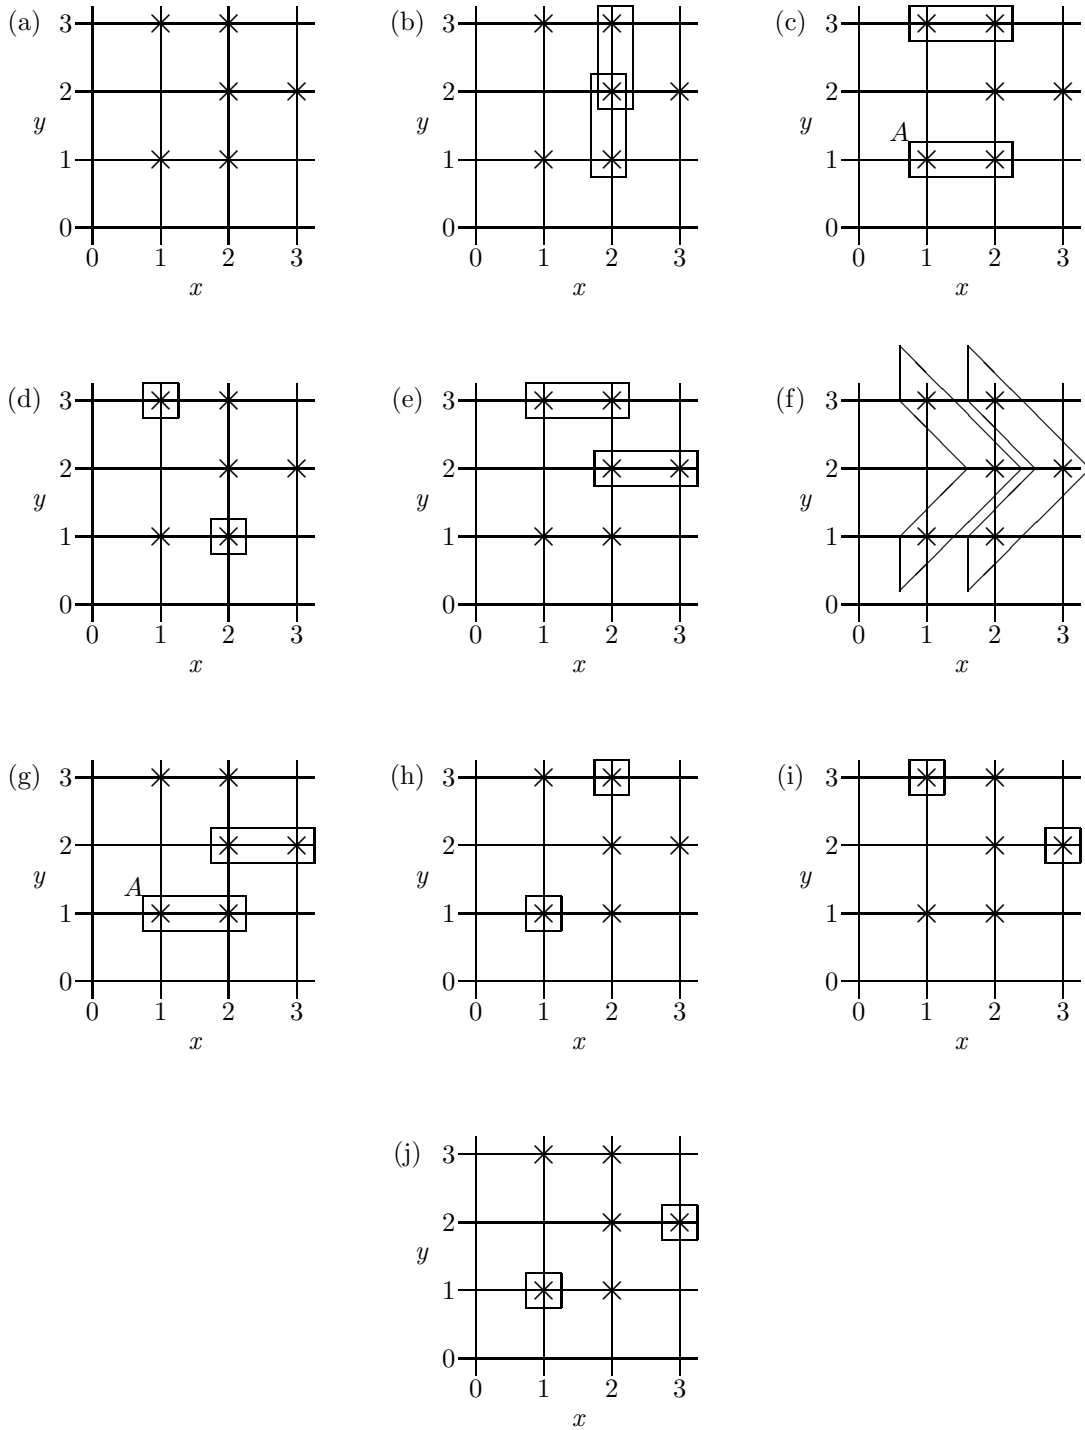 (a) 3 (b) 3 (c) 3
2 2 2
y y y
A
1 1 1
0 0 0
0 1 2 3 0 1 2 3 0 1 2 3
x x x
(d) 3 (e) 3 (f) 3
2 2 2
y y y
1 1 1
0 0 0
0 1 2 3 0 1 2 3 0 1 2 3
x x x
(g) 3 (h) 3 (i) 3
2 2 2
y y y
A
1 1 1
0 0 0
0 1 2 3 0 1 2 3 0 1 2 3
x x x
(j) 3
2
y
1
0
0 1 2 3
x